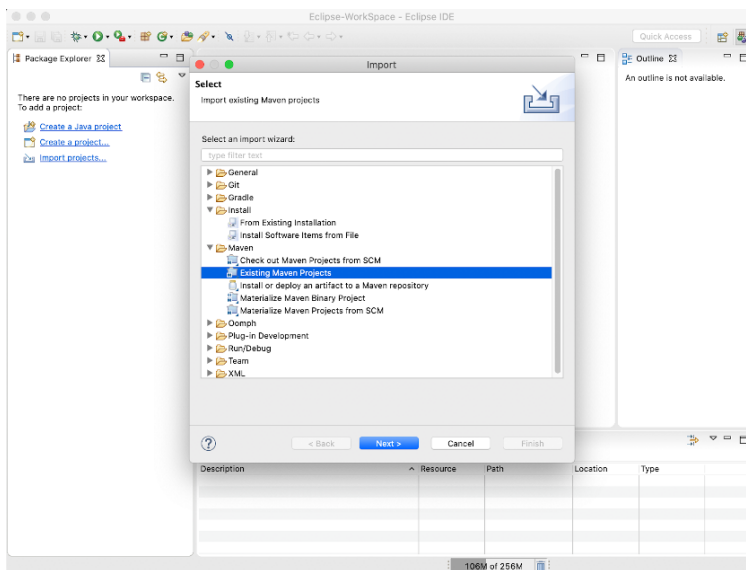 Eclipse-WorkSpace - Eclipse IDE
Quick Access
Package Explorer
There are no projects in your workspace.
To add a project:
Create a Java project
Create a project...
Import projects...
Import
Select
Import existing Maven projects
Select an import wizard:
type filter text
General
Git
Gradle
Install
From Existing Installation
Install Software Items from File
Maven
Check out Maven Projects from SCM
Existing Maven Projects
Install or deploy an artifact to a Maven repository
Materialize Maven Binary Project
Materialize Maven Projects from SCM
Oomph
Plug-in Development
Run/Debug
Team
XML
< Back
Next >
Cancel
Finish
Outline
An outline is not available.
Description Resource Path Location Type
106M of 256M